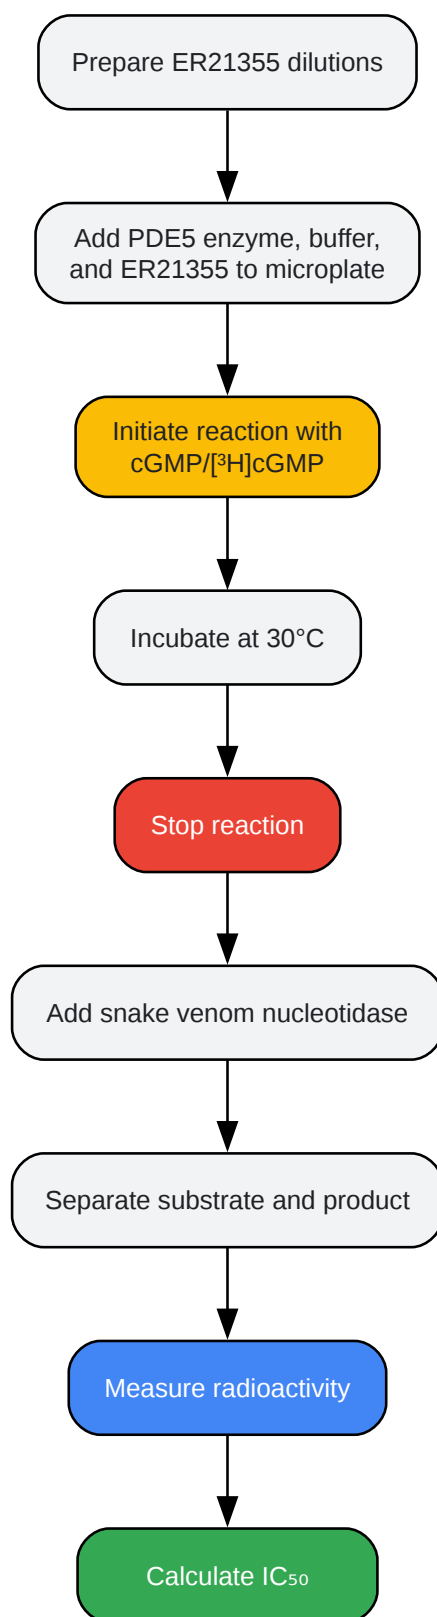 Prepare ER21355 dilutions
Add PDE5 enzyme, buffer,
and ER21355 to microplate
Initiate reaction with
cGMP/[³H]cGMP
Incubate at 30°C
Stop reaction
Add snake venom nucleotidase
Separate substrate and product
Measure radioactivity
Calculate IC₅₀